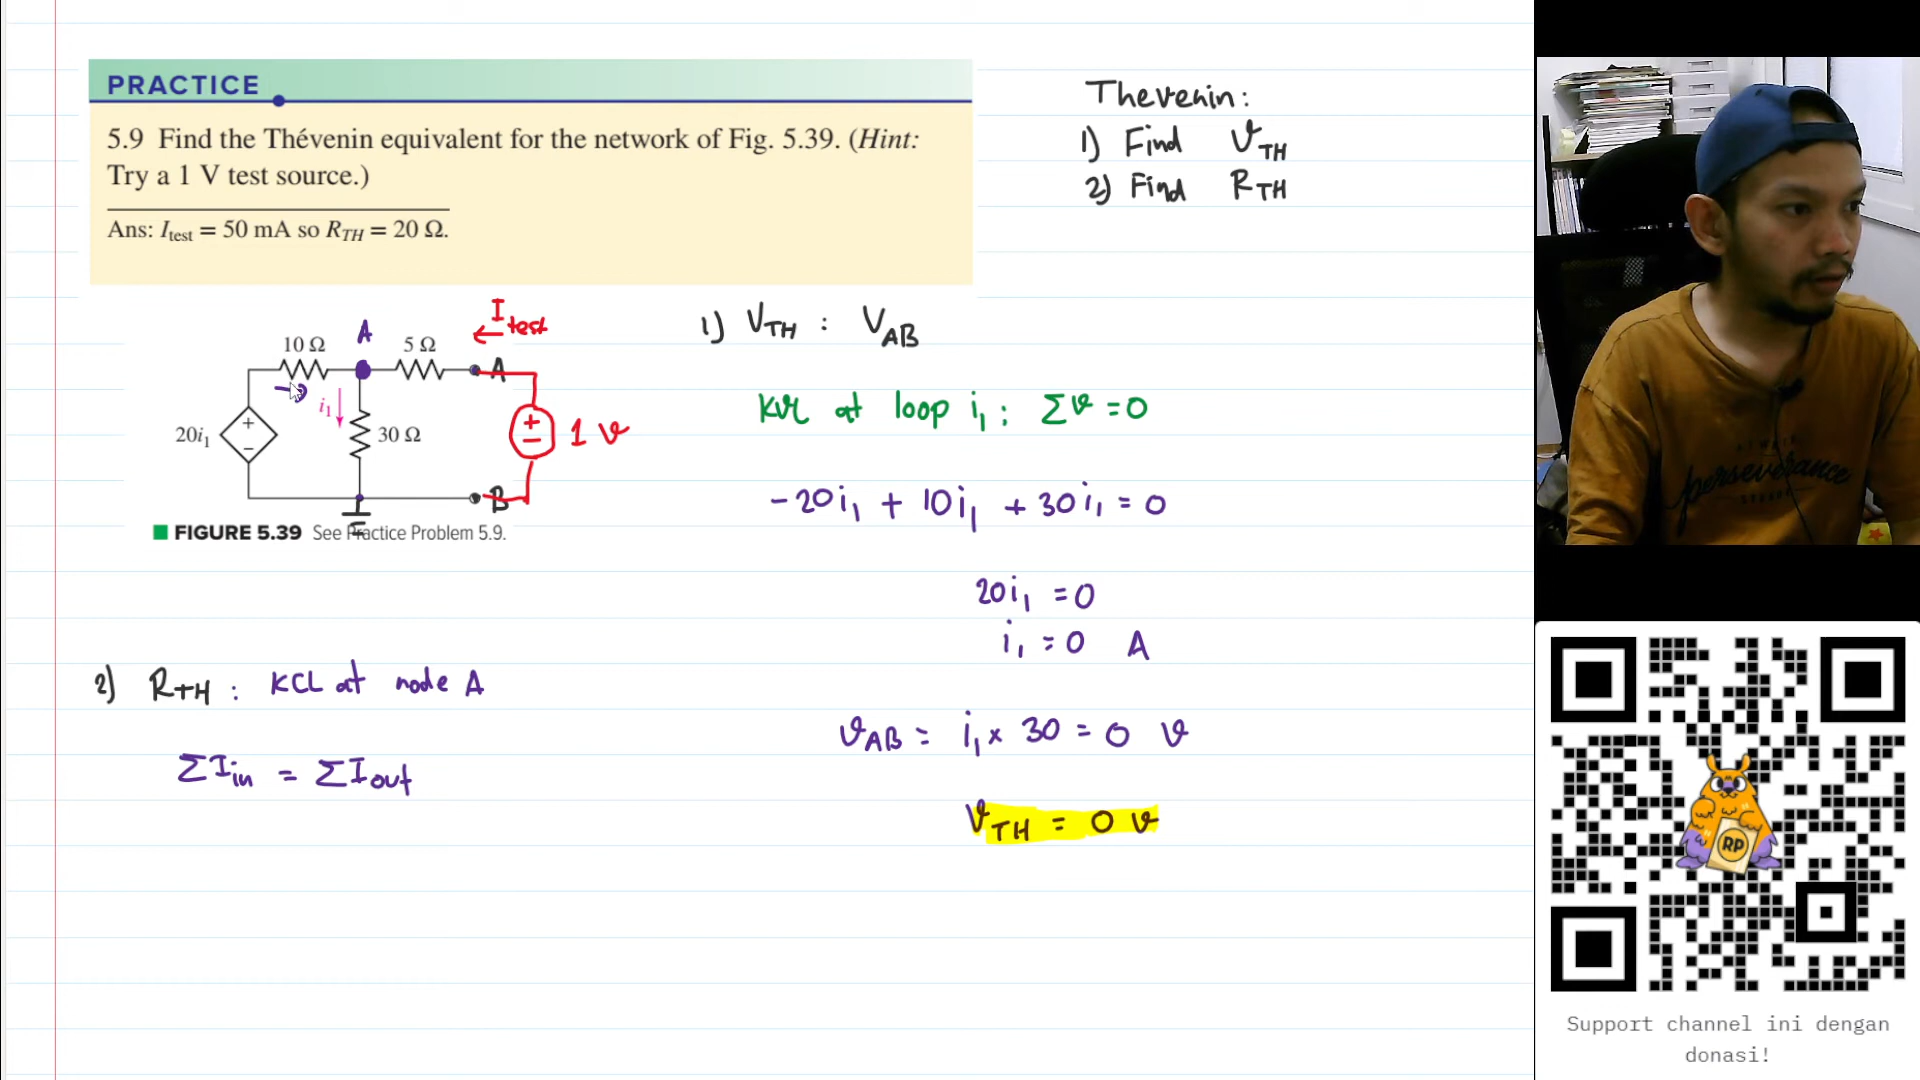 PRACTICE
5.9 Find the Thévenin equivalent for the network of Fig. 5.39. (Hint:
Try a 1 V test source.)
Ans: Itest = 50 mA so RTH = 20 Ω.
Thevenin:
1) Find VTH
2) Find RTH
Itest
A
10 Ω
5 Ω
A
i1
20i1
30 Ω
1 V
B
FIGURE 5.39 See Practice Problem 5.9.
1) VTH : VAB
KVL at loop i1 : ΣV = 0
-20i1 + 10i1 + 30i1 = 0
20i1 = 0
i1 = 0 A
VAB = i1 × 30 = 0 V
VTH = 0 V
2) RTH : KCL at node A
ΣIin = ΣIout
perseverance
RP
Support channel ini dengan
donasi!